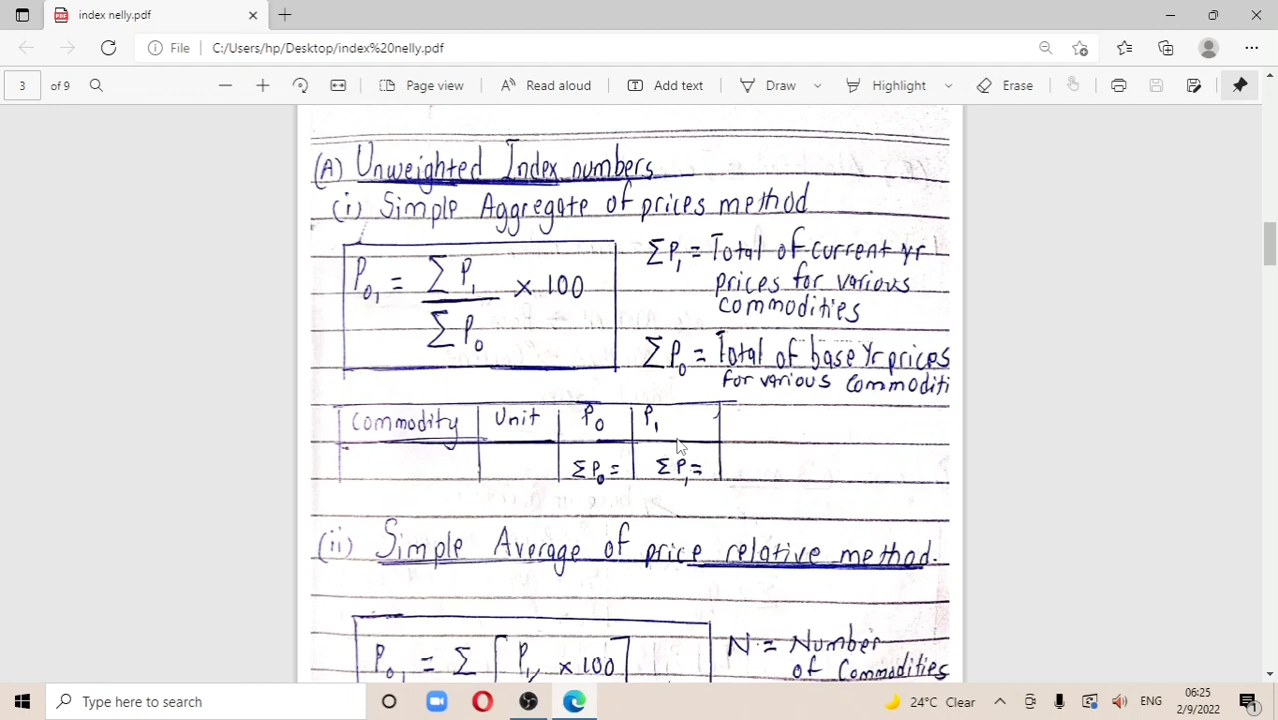 index nelly.pdf
File
C:/Users/hp/Desktop/index%20nelly.pdf
3 of 9
Page view
Read aloud
Add text
Draw
Highlight
Erase
(A) Unweighted Index numbers
(i) Simple Aggregate of prices method
P₀₁ = ΣP₁ / ΣP₀ × 100
ΣP₁ = Total of current yr
prices for various
commodities
ΣP₀ = Total of base Yr prices
for various Commoditi
Commodity Unit P₀ P₁
ΣP₀= ΣP₁=
(ii) Simple Average of price relative method.
P₀₁ = Σ [P₁/ ×100]
N = Number
of Commodities
Type here to search
24°C Clear
ENG
06:25
2/9/2022
1